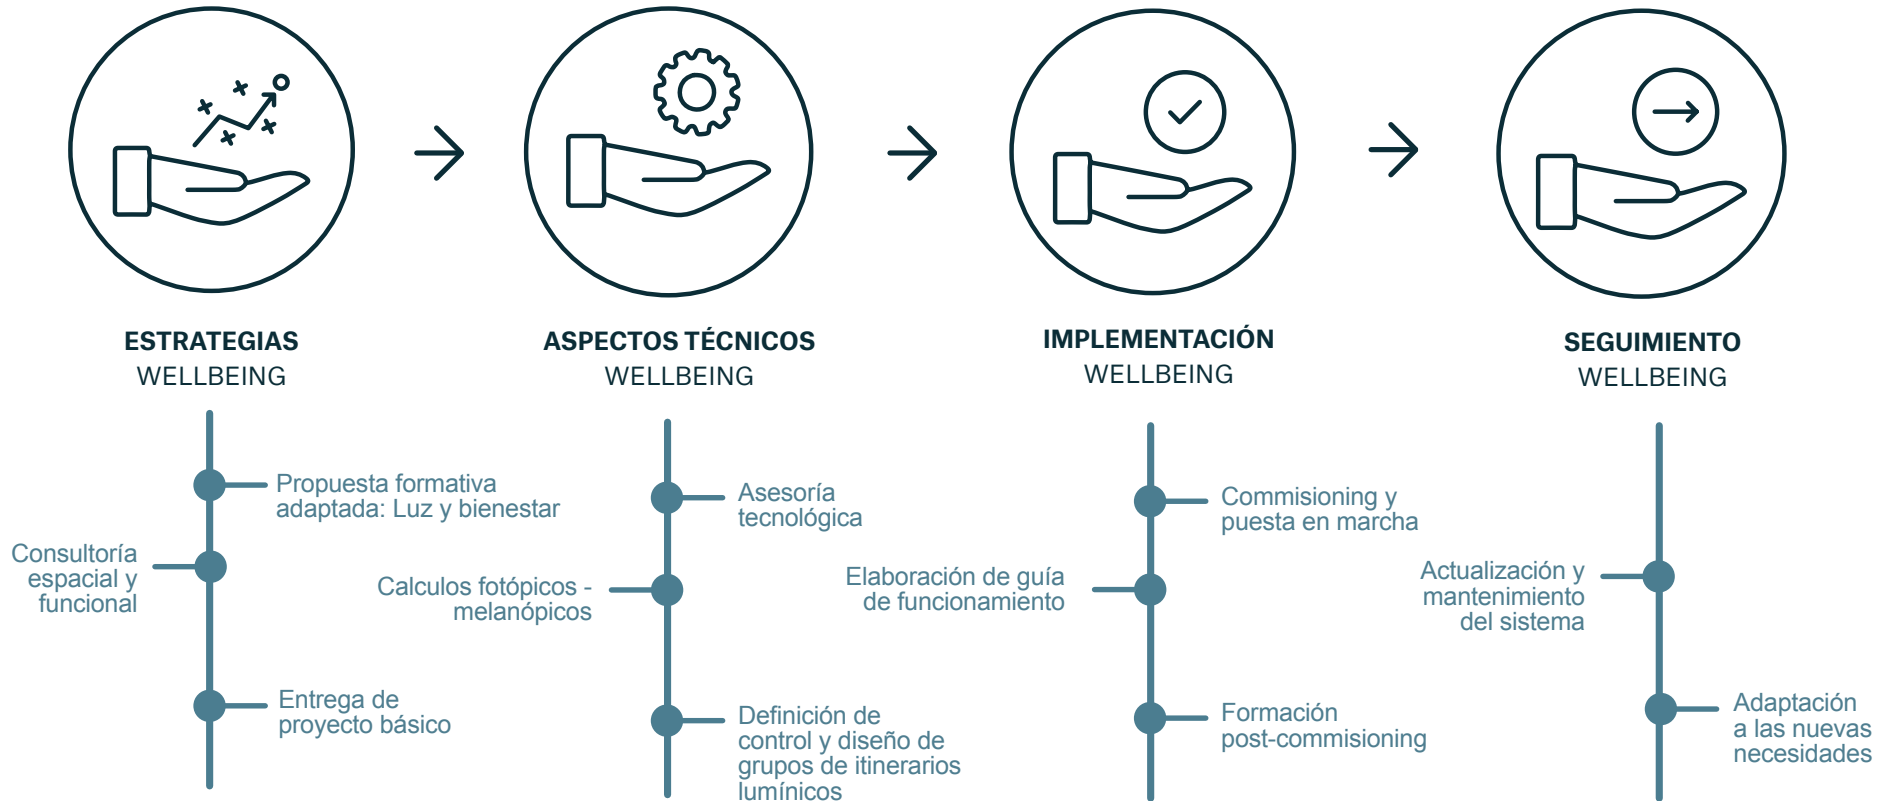 ESTRATEGIAS
WELLBEING
Propuesta formativa
adaptada: Luz y bienestar
Consultoría
espacial y
funcional
Entrega de
proyecto básico
ASPECTOS TÉCNICOS
WELLBEING
Asesoría
tecnológica
Calculos fotópicos -
melanópicos
Definición de
control y diseño de
grupos de itinerarios
lumínicos
IMPLEMENTACIÓN
WELLBEING
Commisioning y
puesta en marcha
Elaboración de guía
de funcionamiento
Formación
post-commisioning
SEGUIMIENTO
WELLBEING
Actualización y
mantenimiento
del sistema
Adaptación
a las nuevas
necesidades